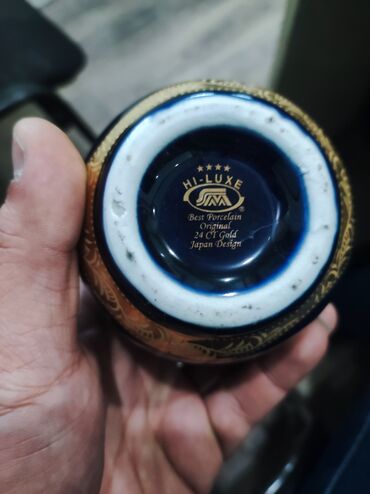 HI-LUXE
Best Porcelain
Original
24 CT Gold
Japan Design